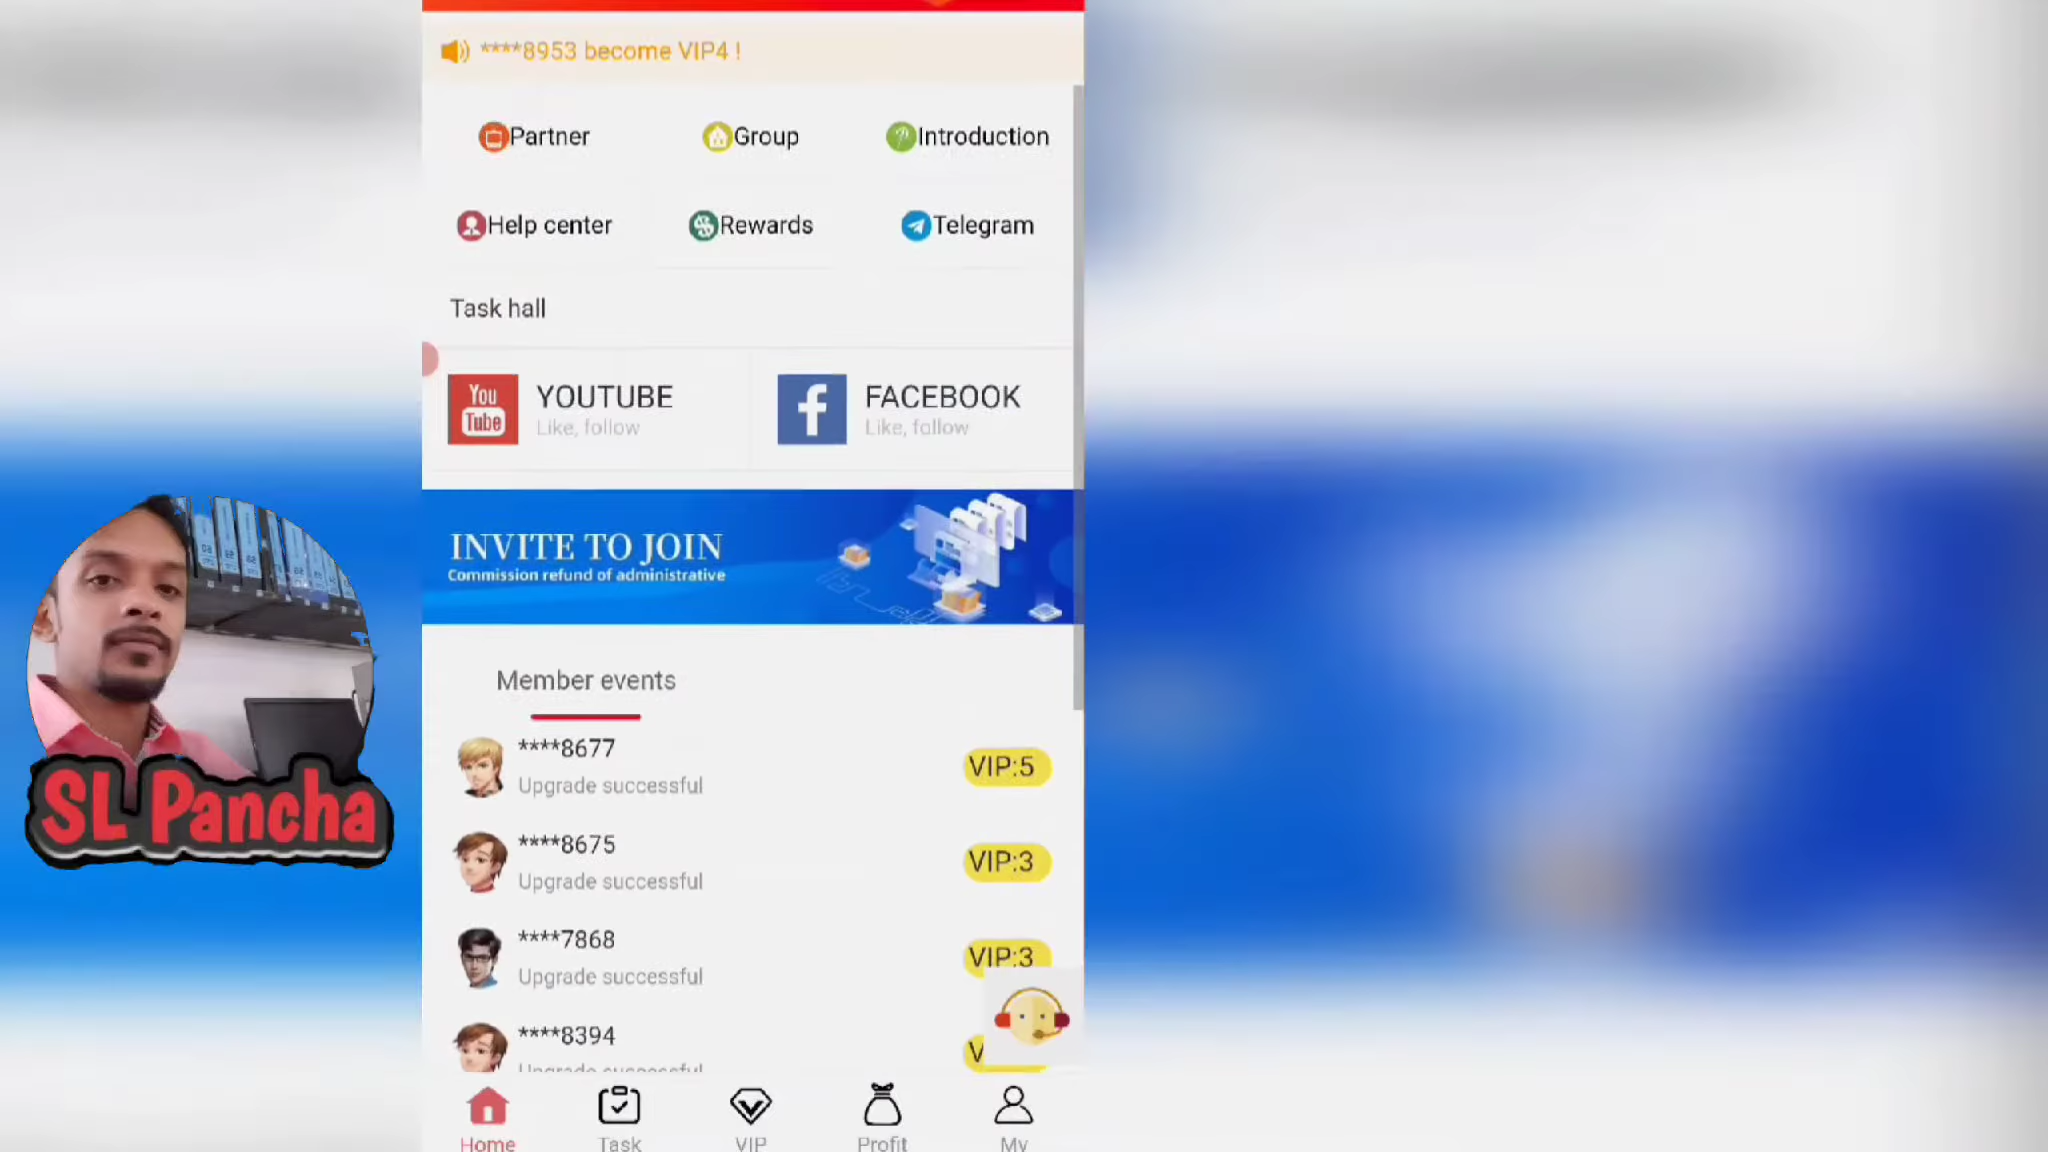 ****8953 become VIP4 !
Partner
Group
Introduction
Help center
Rewards
Telegram
Task hall
You
Tube
YOUTUBE
Like, follow
f
FACEBOOK
Like, follow
INVITE TO JOIN
Commission refund of administrative
Member events
****8677
Upgrade successful
VIP:5
****8675
Upgrade successful
VIP:3
****7868
Upgrade successful
VIP:3
****8394
Upgrade successful
V
SL Pancha
Home
Task
VIP
Profit
My